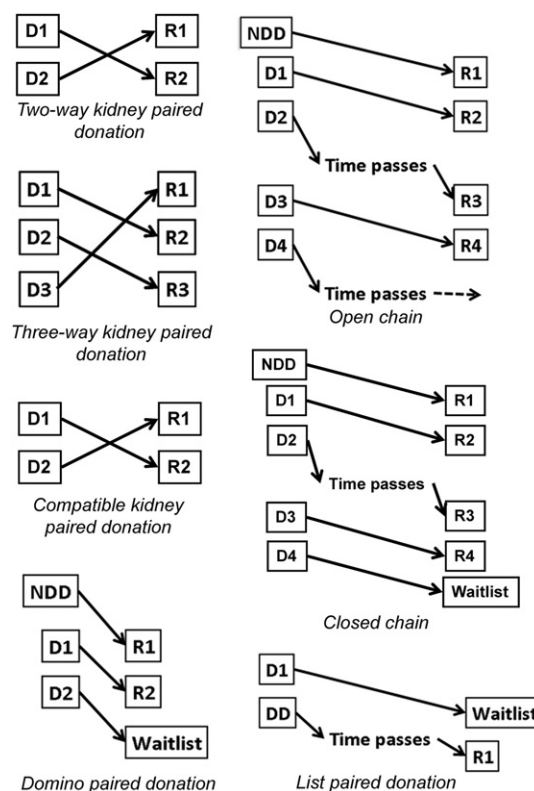 D1 R1
D2 R2
Two-way kidney paired
donation
D1 R1
D2 R2
D3 R3
Three-way kidney paired
donation
D1 R1
D2 R2
Compatible kidney
paired donation
NDD
D1 R1
D2 R2
Waitlist
Domino paired donation
NDD
D1 R1
D2 R2
Time passes
D3 R3
D4 R4
Time passes
Open chain
NDD
D1 R1
D2 R2
Time passes
D3 R3
D4 R4
Waitlist
Closed chain
D1
DD Waitlist
Time passes R1
List paired donation